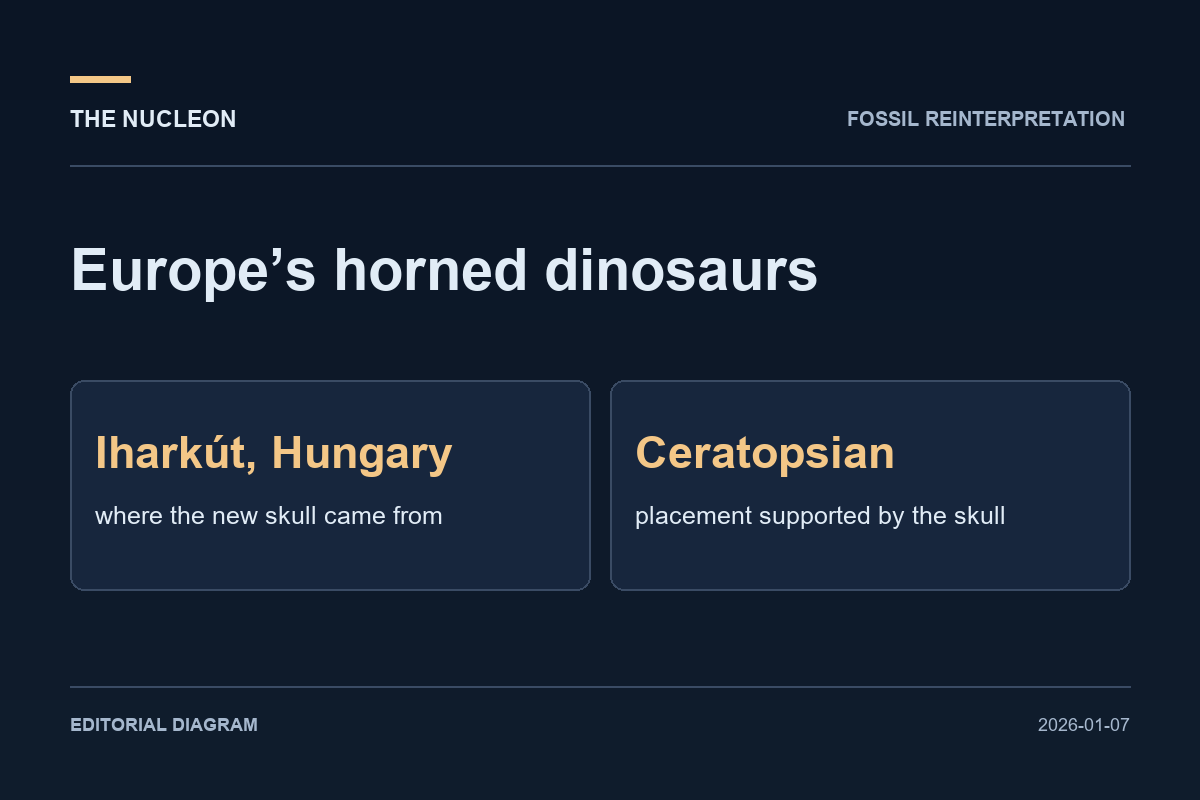 THE NUCLEON
FOSSIL REINTERPRETATION
Europe’s horned dinosaurs
Iharkút, Hungary
where the new skull came from
Ceratopsian
placement supported by the skull
EDITORIAL DIAGRAM
2026-01-07